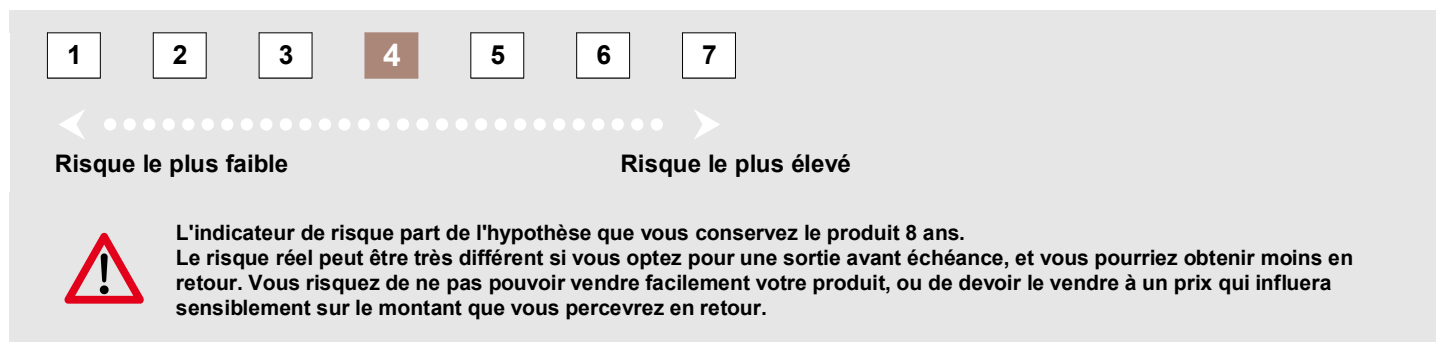 1 2 3 4 5 6 7
Risque le plus faible Risque le plus élevé
L'indicateur de risque part de l'hypothèse que vous conservez le produit 8 ans.
Le risque réel peut être très différent si vous optez pour une sortie avant échéance, et vous pourriez obtenir moins en
retour. Vous risquez de ne pas pouvoir vendre facilement votre produit, ou de devoir le vendre à un prix qui influera
sensiblement sur le montant que vous percevrez en retour.